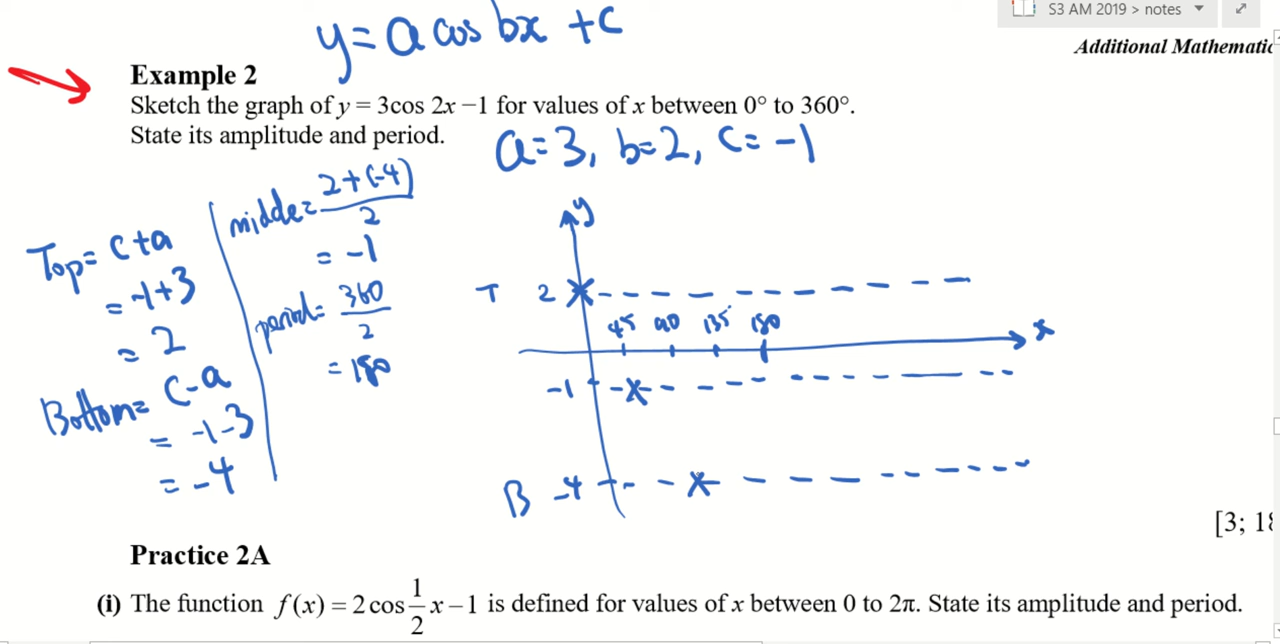 S3 AM 2019 > notes
Additional Mathematic
y = a cos bx + c
Example 2
Sketch the graph of y = 3cos 2x −1 for values of x between 0° to 360°.
State its amplitude and period.
a=3, b=2, c= -1
Top= c+a
= -1+3
= 2
Bottom= c-a
= -1-3
= -4
middle= 2+(-4)
2
= -1
period= 360
2
= 180
y
T 2
45 90 135 180
x
-1
B -4
[3; 18
Practice 2A
(i) The function f(x) = 2 cos 1/2 x − 1 is defined for values of x between 0 to 2π. State its amplitude and period.